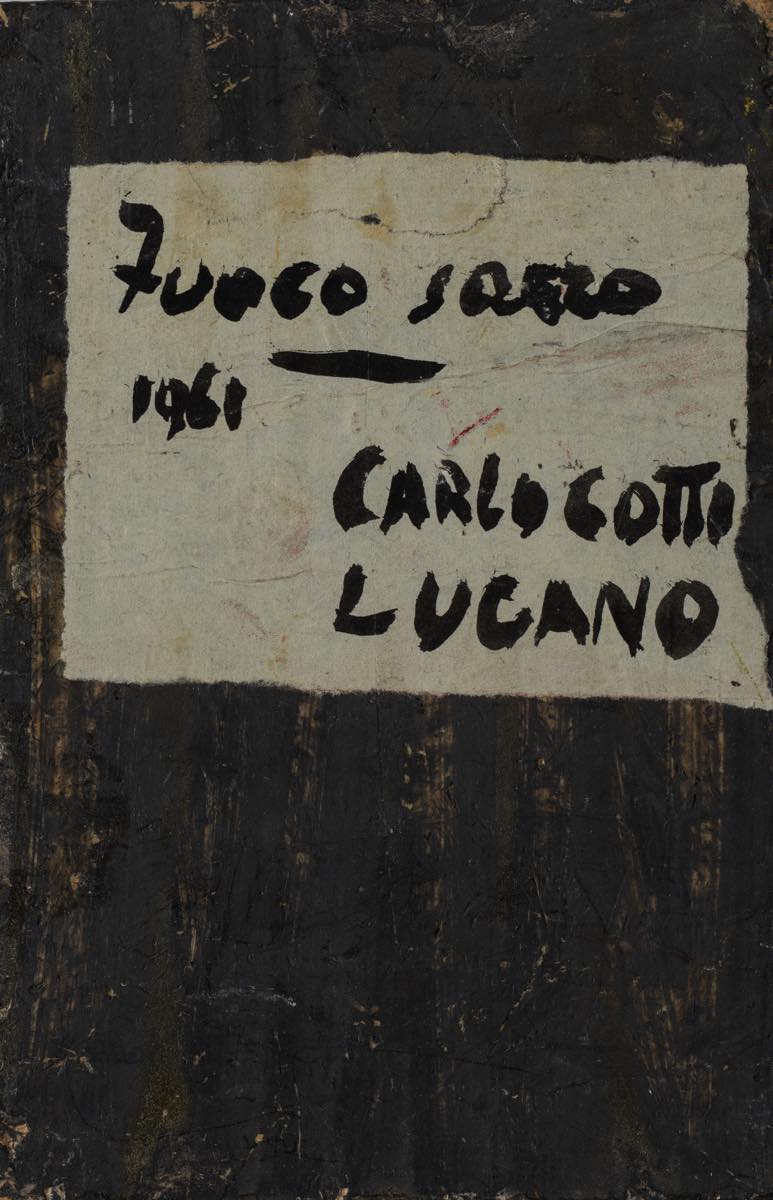 Fuoco sacro
1961
CARLO COTTI
LUGANO